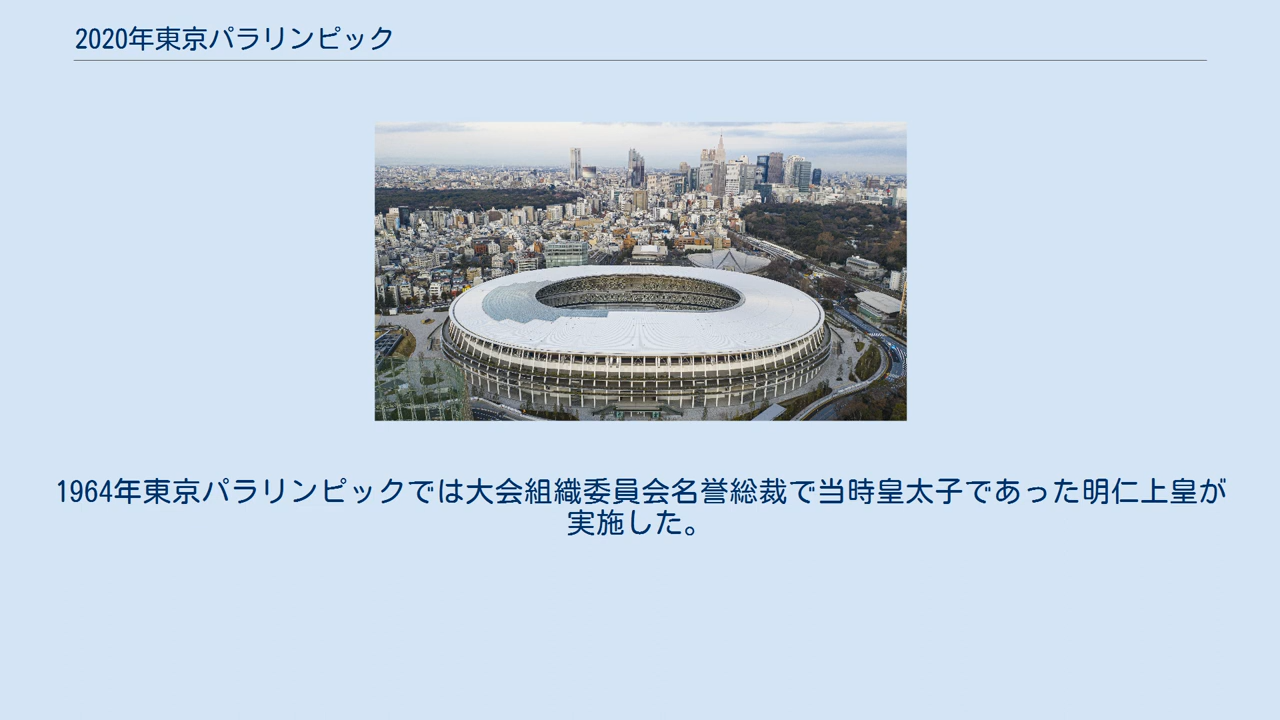 2020年東京パラリンピック
1964年東京パラリンピックでは大会組織委員会名誉総裁で当時皇太子であった明仁上皇が
実施した。